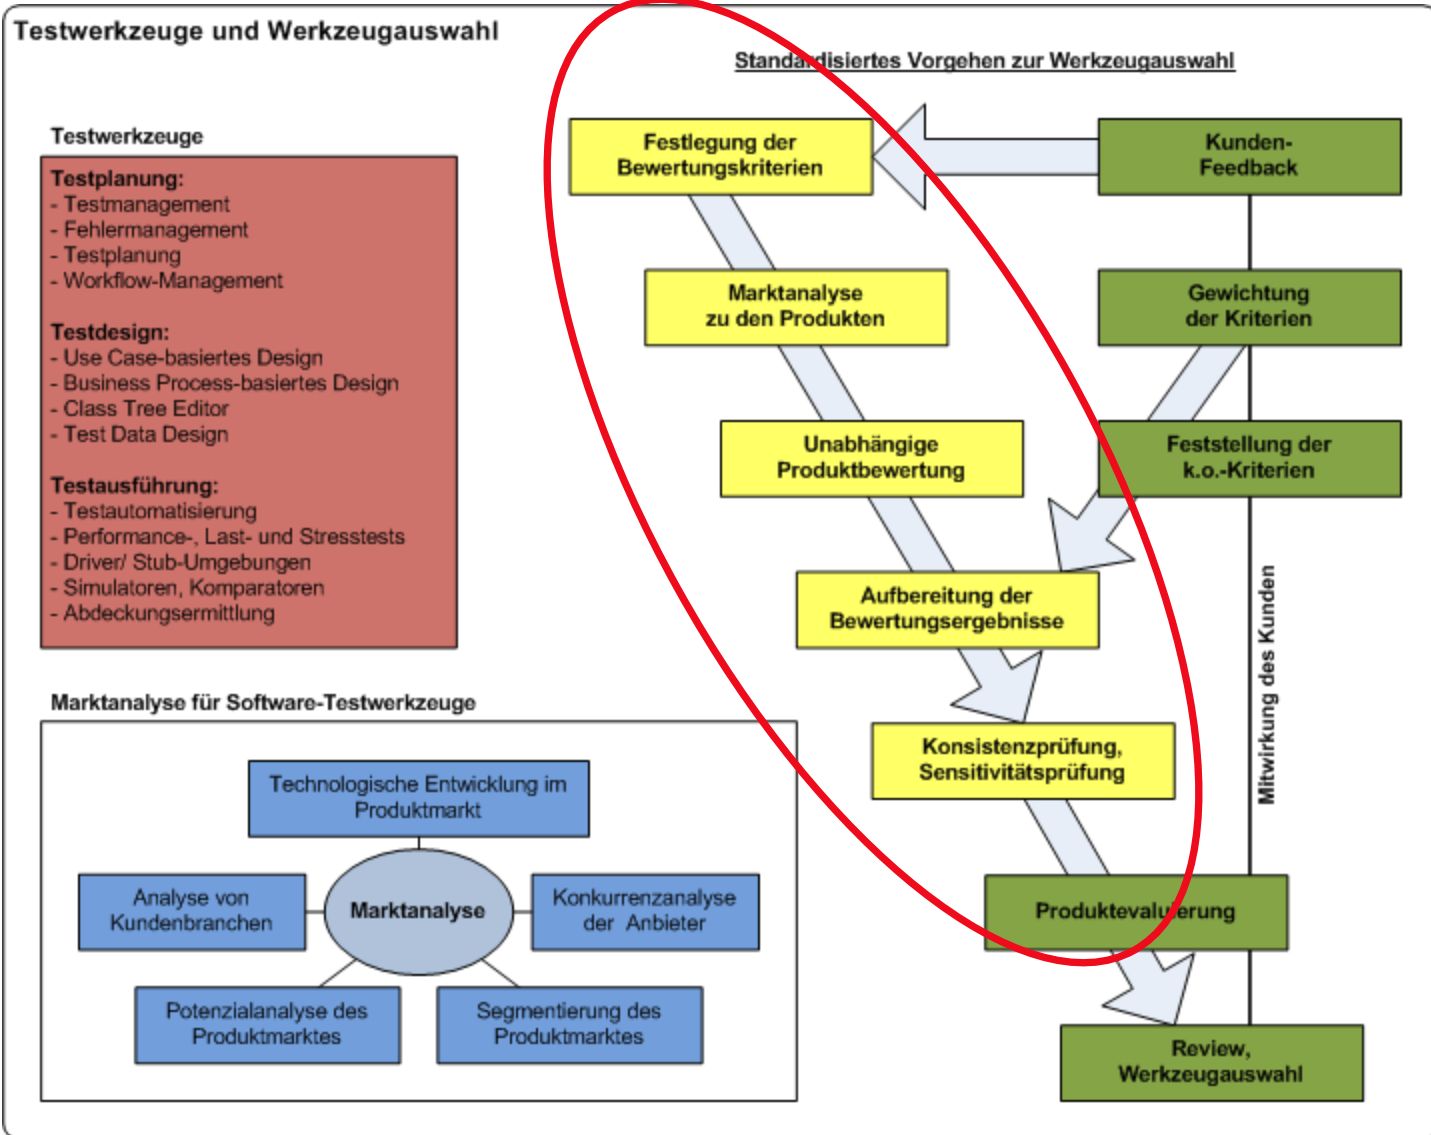 Testwerkzeuge und Werkzeugauswahl
Standardisiertes Vorgehen zur Werkzeugauswahl
Testwerkzeuge
Testplanung:
- Testmanagement
- Fehlermanagement
- Testplanung
- Workflow-Management
Testdesign:
- Use Case-basiertes Design
- Business Process-basiertes Design
- Class Tree Editor
- Test Data Design
Testausführung:
- Testautomatisierung
- Performance-, Last- und Stresstests
- Driver/ Stub-Umgebungen
- Simulatoren, Komparatoren
- Abdeckungsermittlung
Festlegung der
Bewertungskriterien
Kunden-
Feedback
Marktanalyse
zu den Produkten
Gewichtung
der Kriterien
Unabhängige
Produktbewertung
Feststellung der
k.o.-Kriterien
Aufbereitung der
Bewertungsergebnisse
Konsistenzprüfung,
Sensitivitätsprüfung
Mitwirkung des Kunden
Produktevaluierung
Review,
Werkzeugauswahl
Marktanalyse für Software-Testwerkzeuge
Technologische Entwicklung im
Produktmarkt
Analyse von
Kundenbranchen
Marktanalyse
Konkurrenzanalyse
der Anbieter
Potenzialanalyse des
Produktmarktes
Segmentierung des
Produktmarktes